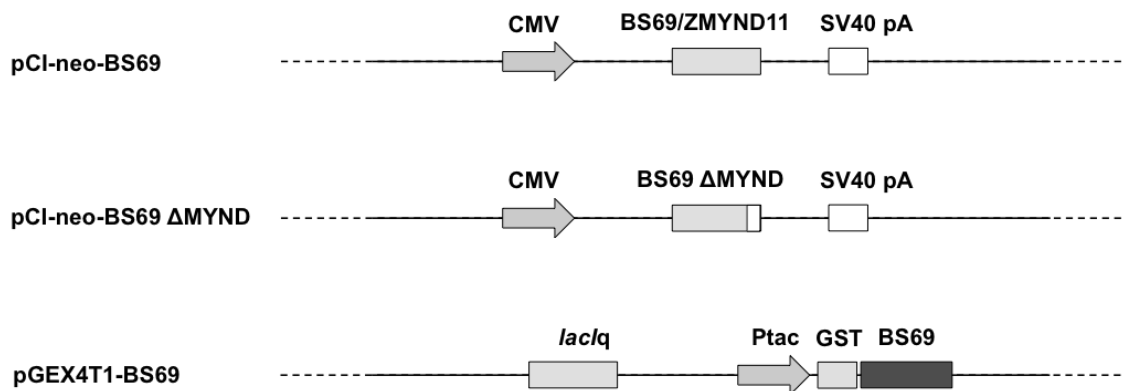 CMV BS69/ZMYND11 SV40 pA
pCI-neo-BS69
CMV BS69 ΔMYND SV40 pA
pCI-neo-BS69 ΔMYND
lacIq Ptac GST BS69
pGEX4T1-BS69